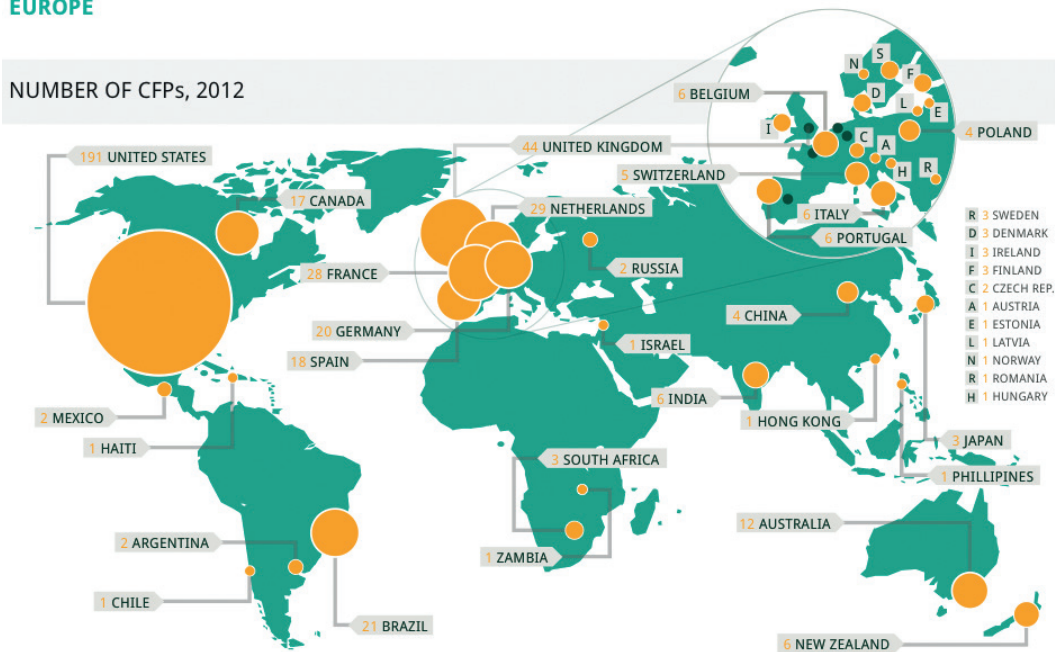 EUROPE
NUMBER OF CFPs, 2012
191 UNITED STATES
17 CANADA
44 UNITED KINGDOM
29 NETHERLANDS
28 FRANCE
20 GERMANY
18 SPAIN
2 RUSSIA
1 ISRAEL
6 BELGIUM
5 SWITZERLAND
6 ITALY
6 PORTUGAL
4 POLAND
N
S
F
D
L
E
I
C
A
H
R
R 3 SWEDEN
D 3 DENMARK
I 3 IRELAND
F 3 FINLAND
C 2 CZECH REP.
A 1 AUSTRIA
E 1 ESTONIA
L 1 LATVIA
N 1 NORWAY
R 1 ROMANIA
H 1 HUNGARY
4 CHINA
6 INDIA
1 HONG KONG
3 JAPAN
1 PHILLIPINES
2 MEXICO
1 HAITI
3 SOUTH AFRICA
1 ZAMBIA
2 ARGENTINA
1 CHILE
21 BRAZIL
12 AUSTRALIA
6 NEW ZEALAND